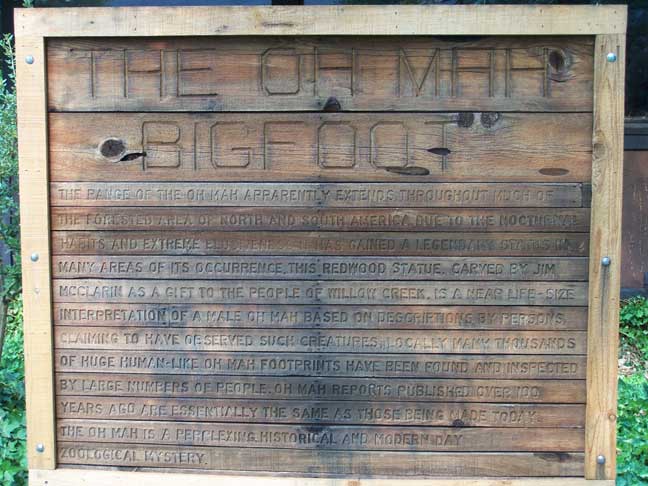 THE OH MAH
BIGFOOT
THE RANGE OF THE OH MAH APPARENTLY EXTENDS THROUGHOUT MUCH OF
THE FORESTED AREA OF NORTH AND SOUTH AMERICA. DUE TO THE NOCTURNAL
HABITS AND EXTREME ELUSIVENESS IT HAS GAINED A LEGENDARY STATUS IN
MANY AREAS OF ITS OCCURRENCE. THIS REDWOOD STATUE, CARVED BY JIM
MCCLARIN AS A GIFT TO THE PEOPLE OF WILLOW CREEK, IS A NEAR LIFE-SIZE
INTERPRETATION OF A MALE OH MAH BASED ON DESCRIPTIONS BY PERSONS,
CLAIMING TO HAVE OBSERVED SUCH CREATURES. LOCALLY MANY THOUSANDS
OF HUGE HUMAN-LIKE OH MAH FOOTPRINTS HAVE BEEN FOUND AND INSPECTED
BY LARGE NUMBERS OF PEOPLE. OH MAH REPORTS PUBLISHED OVER 100
YEARS AGO ARE ESSENTIALLY THE SAME AS THOSE BEING MADE TODAY.
THE OH MAH IS A PERPLEXING, HISTORICAL AND MODERN DAY
ZOOLOGICAL MYSTERY.